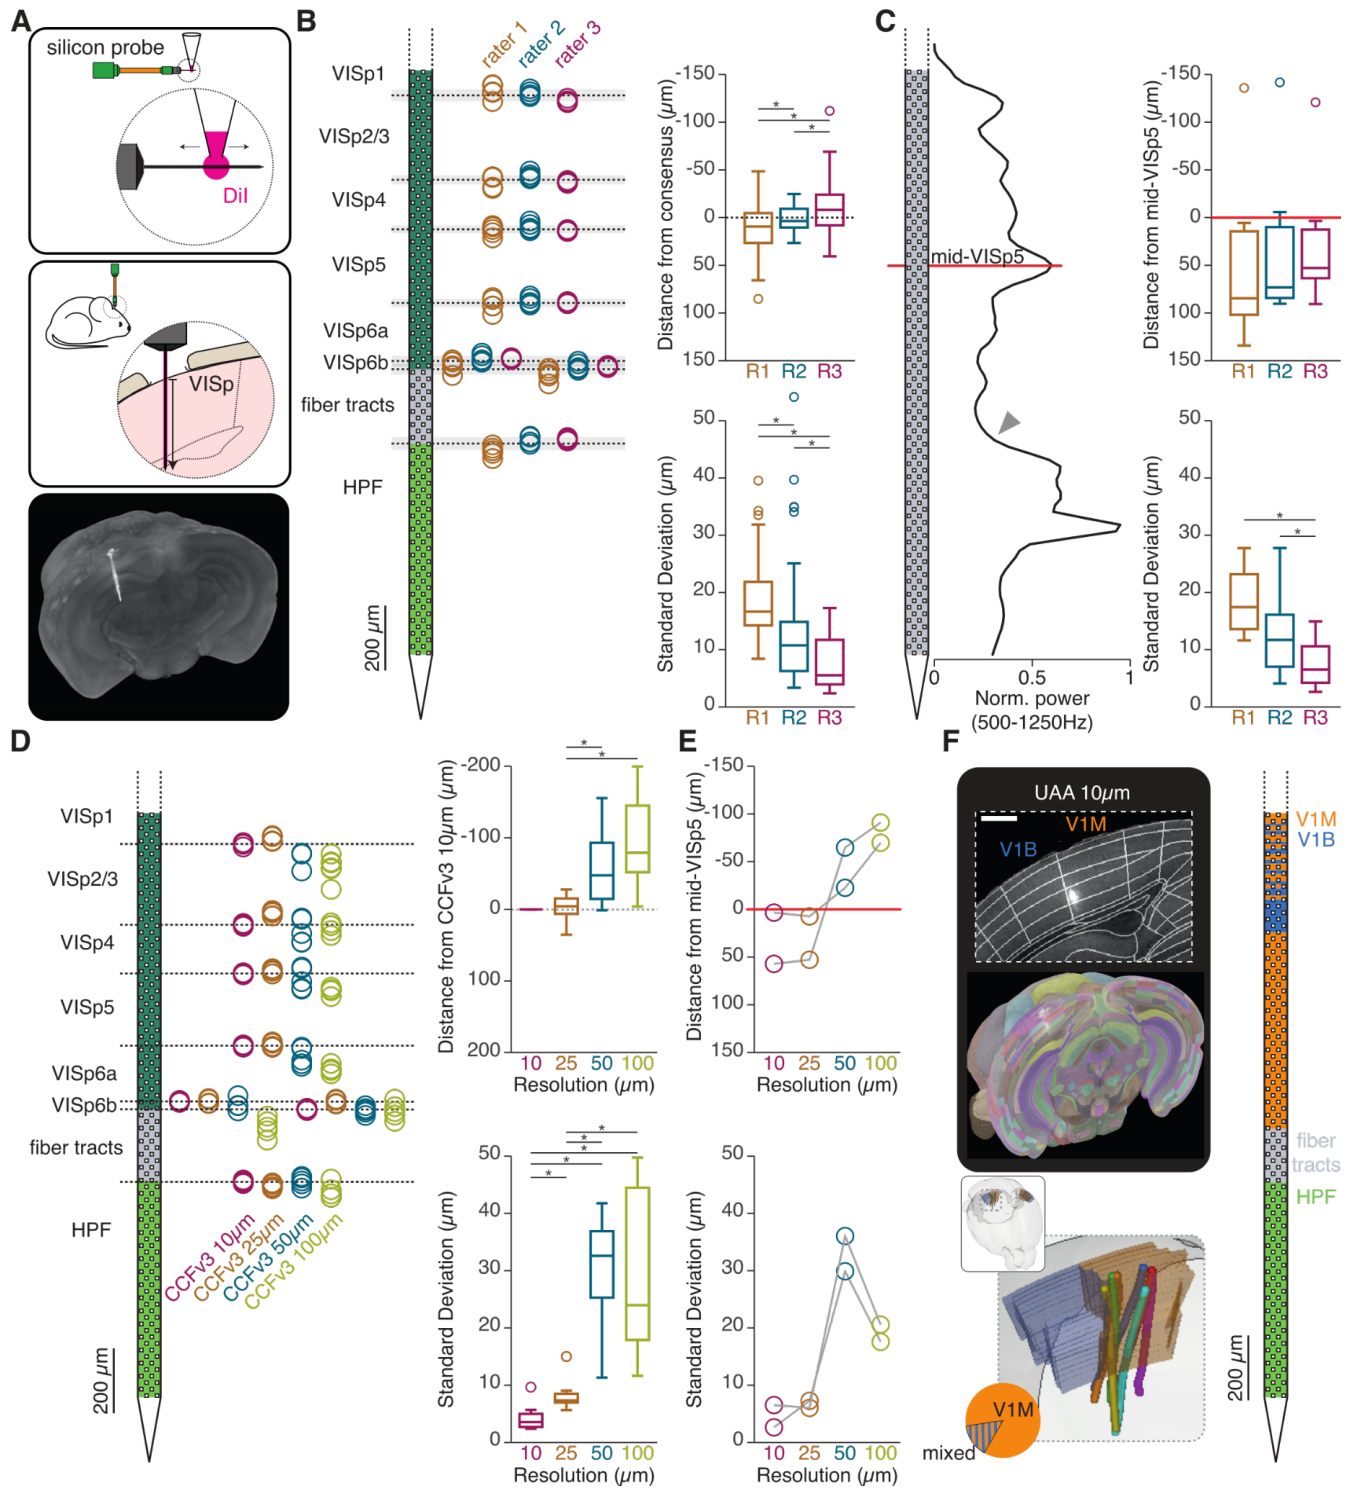 A
silicon probe
DiI
VISp
B
rater 1
rater 2
rater 3
VISp1
VISp2/3
VISp4
VISp5
VISp6a
VISp6b
fiber tracts
HPF
200 µm
Distance from consensus (µm)
-150
-100
-50
0
50
100
150
* * *
R1 R2 R3
Standard Deviation (µm)
50
40
30
20
10
0
* * *
R1 R2 R3
C
mid-VISp5
0 0.5 1
Norm. power
(500-1250Hz)
Distance from mid-VISp5 (µm)
-150
-100
-50
0
50
100
150
R1 R2 R3
Standard Deviation (µm)
50
40
30
20
10
0
* *
R1 R2 R3
D
VISp1
VISp2/3
VISp4
VISp5
VISp6a
VISp6b
fiber tracts
HPF
CCFv3 10µm
CCFv3 25µm
CCFv3 50µm
CCFv3 100µm
200 µm
Distance from CCFv3 10µm (µm)
-200
-100
0
100
200
* *
10 25 50 100
Resolution (µm)
Standard Deviation (µm)
50
40
30
20
10
0
* * * * *
10 25 50 100
Resolution (µm)
E
Distance from mid-VISp5 (µm)
-150
-100
-50
0
50
100
150
10 25 50 100
Resolution (µm)
Standard Deviation (µm)
50
40
30
20
10
0
10 25 50 100
Resolution (µm)
F
UAA 10µm
V1M
V1B
V1M
mixed
V1M
V1B
fiber
tracts
HPF
200 µm